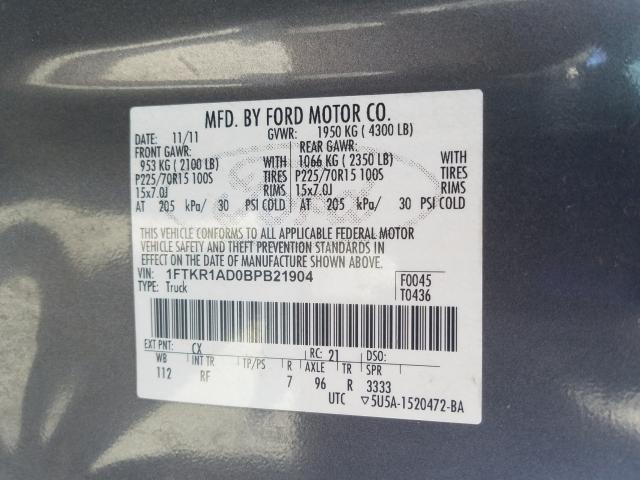 MFD. BY FORD MOTOR CO.
DATE: 11/11 GVWR: 1950 KG ( 4300 LB)
FRONT GAWR: REAR GAWR:
953 KG ( 2100 LB) WITH 1066 KG ( 2350 LB) WITH
P225/70R15 100S TIRES P225/70R15 100S TIRES
15x7.0J RIMS 15x7.0J RIMS
AT 205 kPa/ 30 PSI COLD AT 205 kPa/ 30 PSI COLD
THIS VEHICLE CONFORMS TO ALL APPLICABLE FEDERAL MOTOR
VEHICLE SAFETY AND THEFT PREVENTION STANDARDS IN
EFFECT ON THE DATE OF MANUFACTURE SHOWN ABOVE.
VIN: 1FTKR1AD0BPB21904 F0045
TYPE: Truck T0436
EXT PNT: CX RC: 21 DSO:
WB INT TR TP/PS R AXLE TR SPR
112 RF 7 96 R 3333
UTC ▽5U5A-1520472-BA